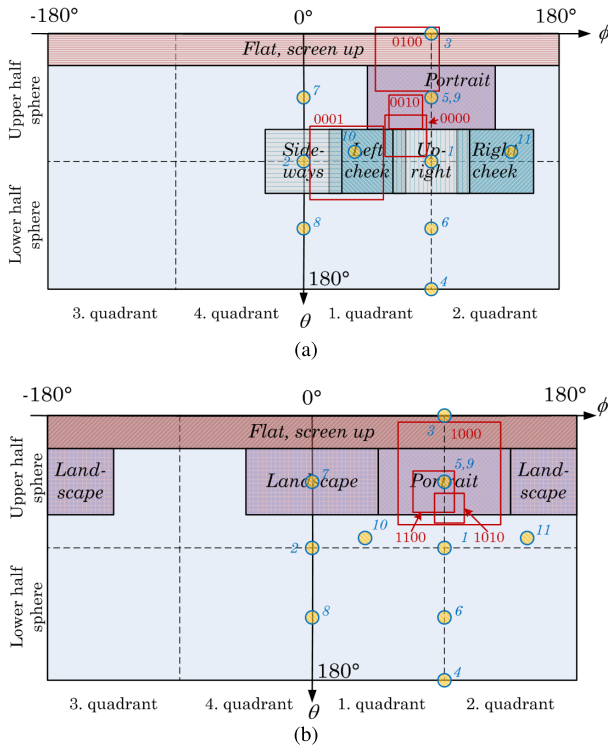 -180° 0° 180° ϕ
Flat, screen up
0100
3
Portrait
7
0010
5,9
0000
0001
10
11
Side-
ways
Left
cheek
Up-
right
Right
cheek
2
1
8
6
180°
4
Upper half
sphere
Lower half
sphere
3. quadrant 4. quadrant 1. quadrant 2. quadrant
θ
(a)
-180° 0° 180° ϕ
Flat, screen up
3
1000
Land-
scape
Landscape
7
Portrait
5,9
Land-
scape
10
1100
1010
11
2
1
8
6
180°
4
Upper half
sphere
Lower half
sphere
3. quadrant 4. quadrant 1. quadrant 2. quadrant
θ
(b)